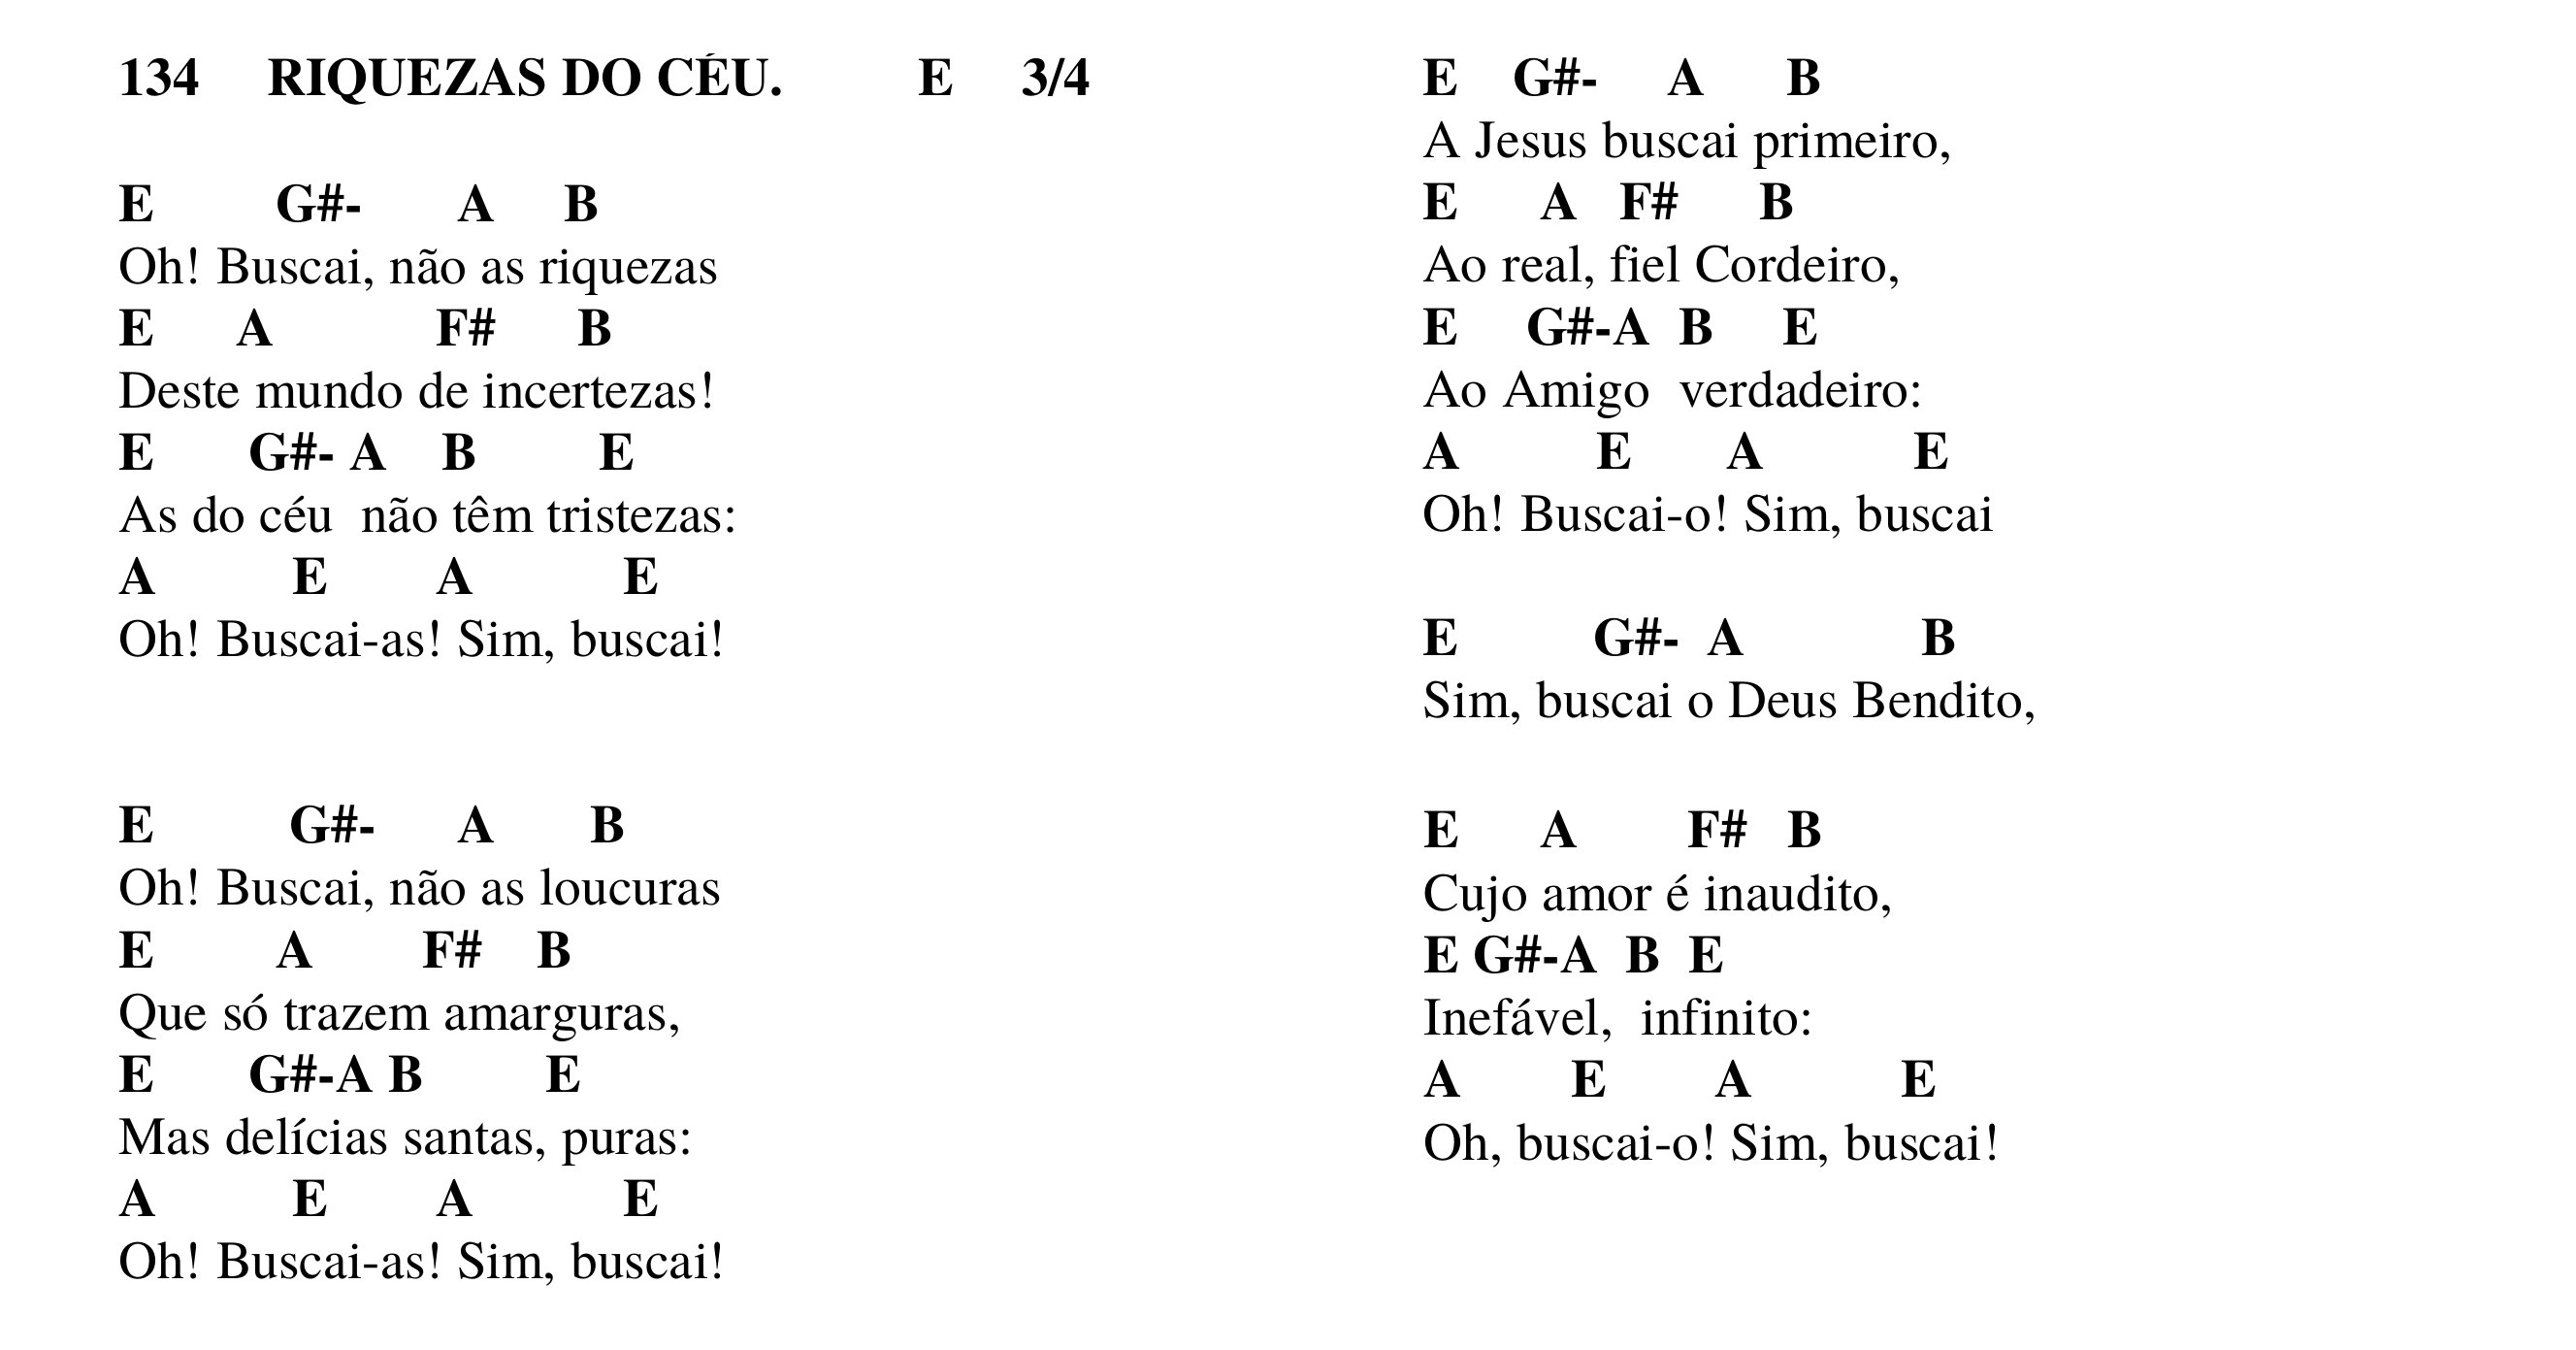 134 RIQUEZAS DO CÉU. E 3/4
E G#- A B
Oh! Buscai, não as riquezas
E A F# B
Deste mundo de incertezas!
E G#- A B E
As do céu não têm tristezas:
A E A E
Oh! Buscai-as! Sim, buscai!
E G#- A B
Oh! Buscai, não as loucuras
E A F# B
Que só trazem amarguras,
E G#-A B E
Mas delícias santas, puras:
A E A E
Oh! Buscai-as! Sim, buscai!
E G#- A B
A Jesus buscai primeiro,
E A F# B
Ao real, fiel Cordeiro,
E G#-A B E
Ao Amigo verdadeiro:
A E A E
Oh! Buscai-o! Sim, buscai
E G#- A B
Sim, buscai o Deus Bendito,
E A F# B
Cujo amor é inaudito,
E G#-A B E
Inefável, infinito:
A E A E
Oh, buscai-o! Sim, buscai!